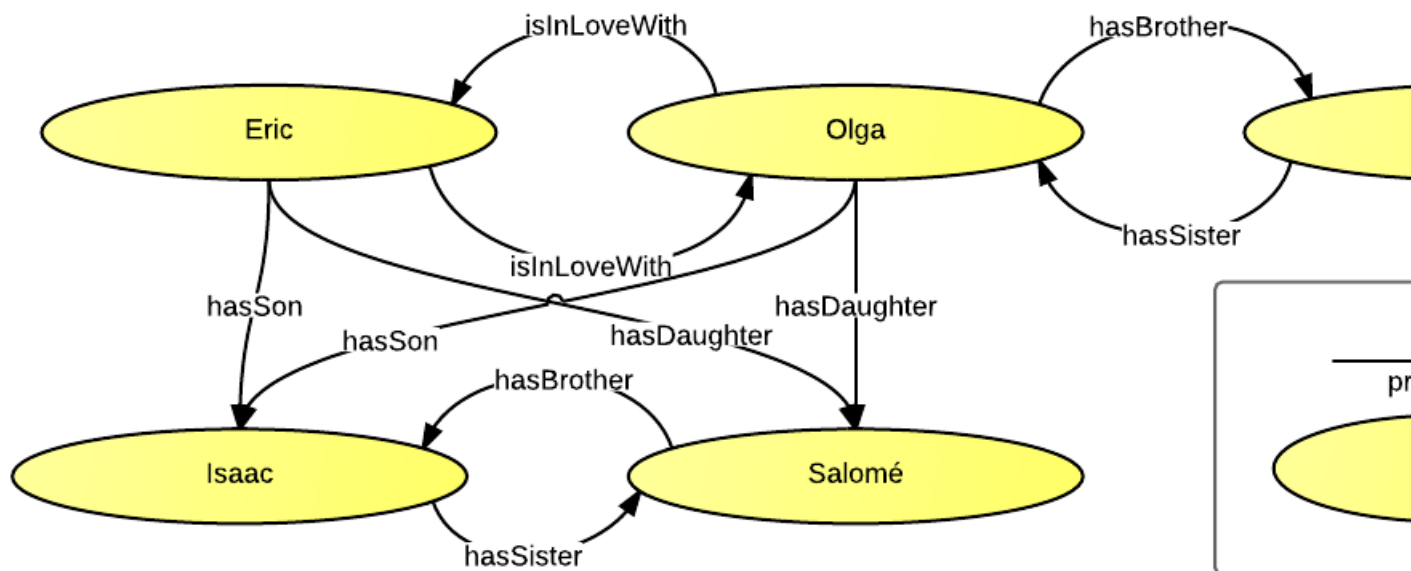 isInLoveWith
hasBrother
Eric
Olga
hasSister
isInLoveWith
hasSon
hasDaughter
hasSon
hasDaughter
hasBrother
Isaac
Salomé
hasSister